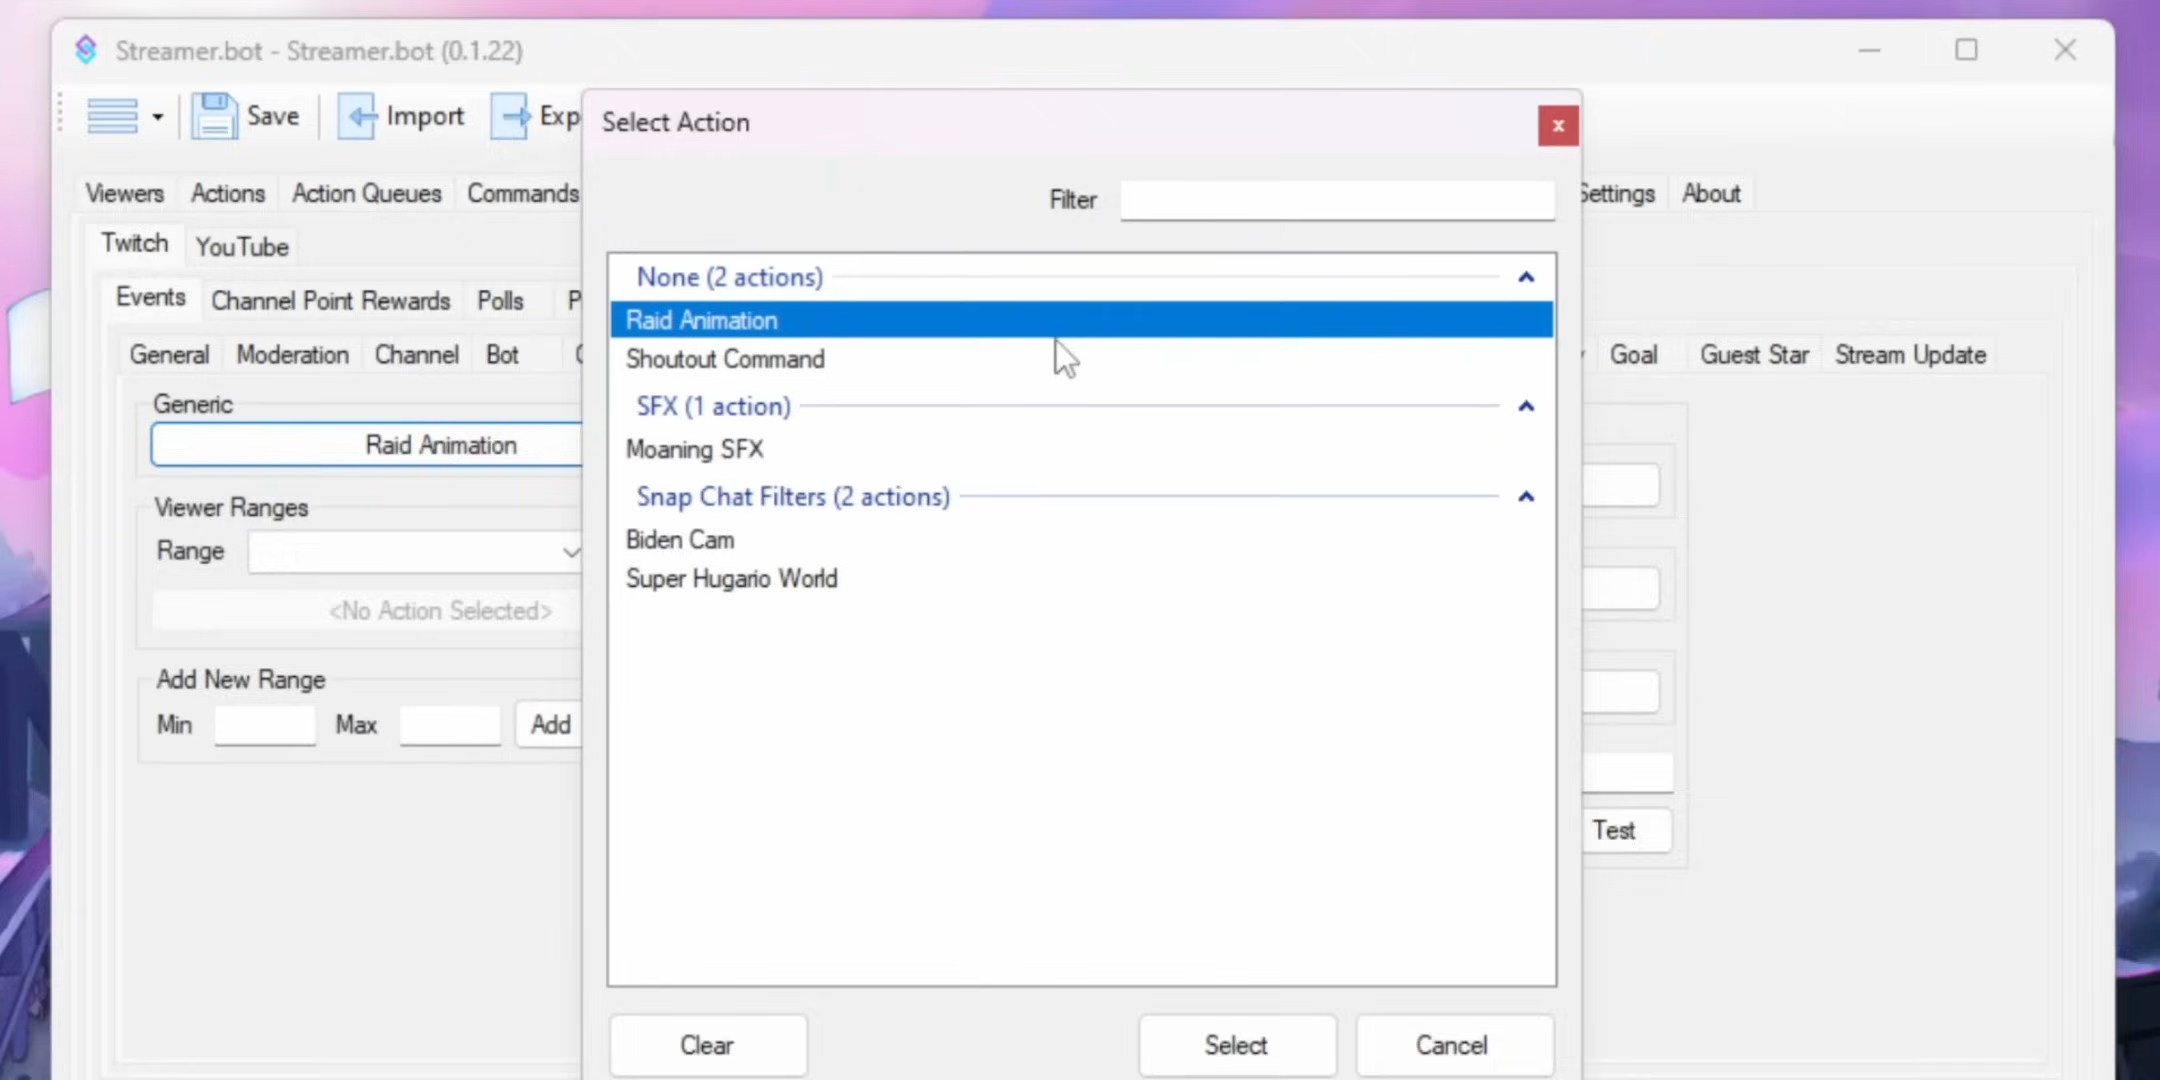 Streamer.bot - Streamer.bot (0.1.22)
Save
Import
Exp
Select Action
x
Viewers
Actions
Action Queues
Commands
Settings
About
Filter
Twitch
YouTube
None (2 actions)
Events
Channel Point Rewards
Polls
P
Raid Animation
General
Moderation
Channel
Bot
Shoutout Command
Goal
Guest Star
Stream Update
Generic
SFX (1 action)
Raid Animation
Moaning SFX
Viewer Ranges
Snap Chat Filters (2 actions)
Range
Biden Cam
Super Hugario World
<No Action Selected>
Add New Range
Min
Max
Add
Test
Clear
Select
Cancel